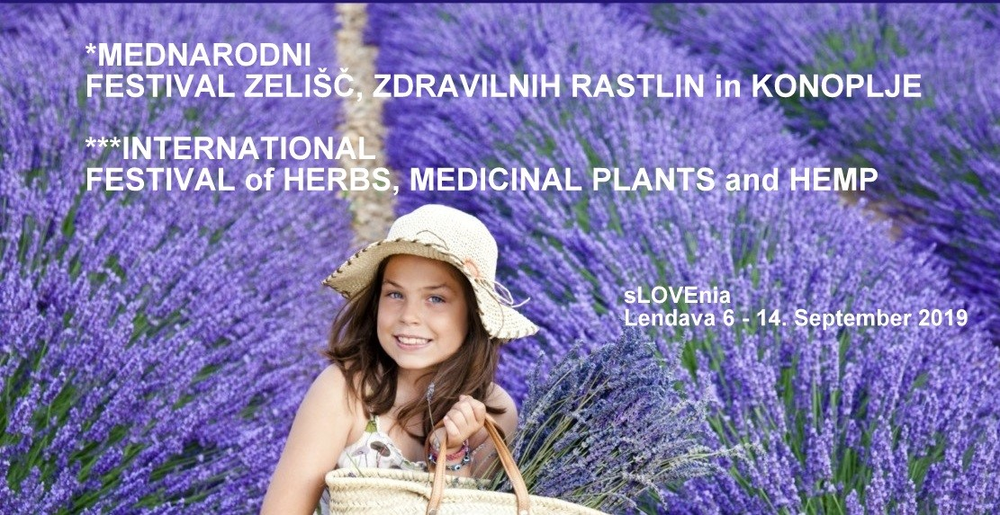 *MEDNARODNI
FESTIVAL ZELIŠČ, ZDRAVILNIH RASTLIN in KONOPLJE
***INTERNATIONAL
FESTIVAL of HERBS, MEDICINAL PLANTS and HEMP
sLOVEnia
Lendava 6 - 14. September 2019